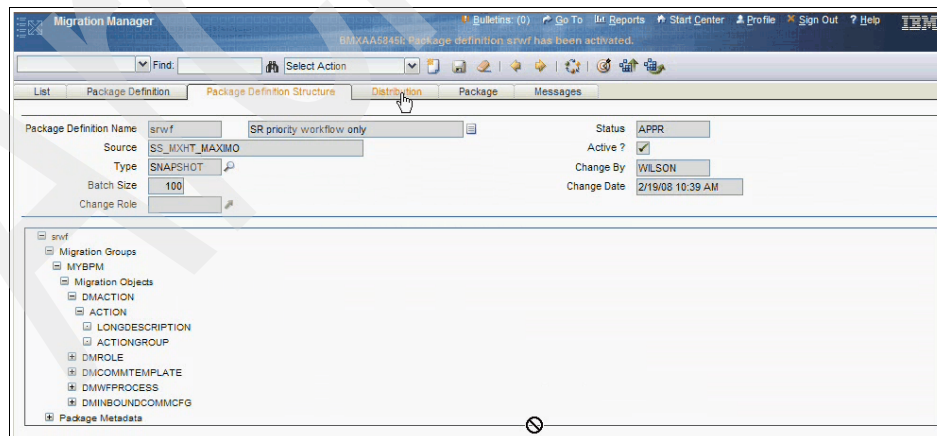 Migration Manager
Bulletins: (0) Go To Reports Start Center Profile Sign Out ? Help IBM
BMXAA5845I: Package definition srwf has been activated.
Find: Select Action
List Package Definition Package Definition Structure Distribution Package Messages
Package Definition Name srwf SR priority workflow only Status APPR
Source SS_MXHT_MAXIMO Active ?
Type SNAPSHOT Change By WILSON
Batch Size 100 Change Date 2/19/08 10:39 AM
Change Role
srwf
Migration Groups
MYBPM
Migration Objects
DMACTION
ACTION
LONGDESCRIPTION
ACTIONGROUP
DMROLE
DMCOMMTEMPLATE
DMWFPROCESS
DMINBOUNDCOMMCFG
Package Metadata